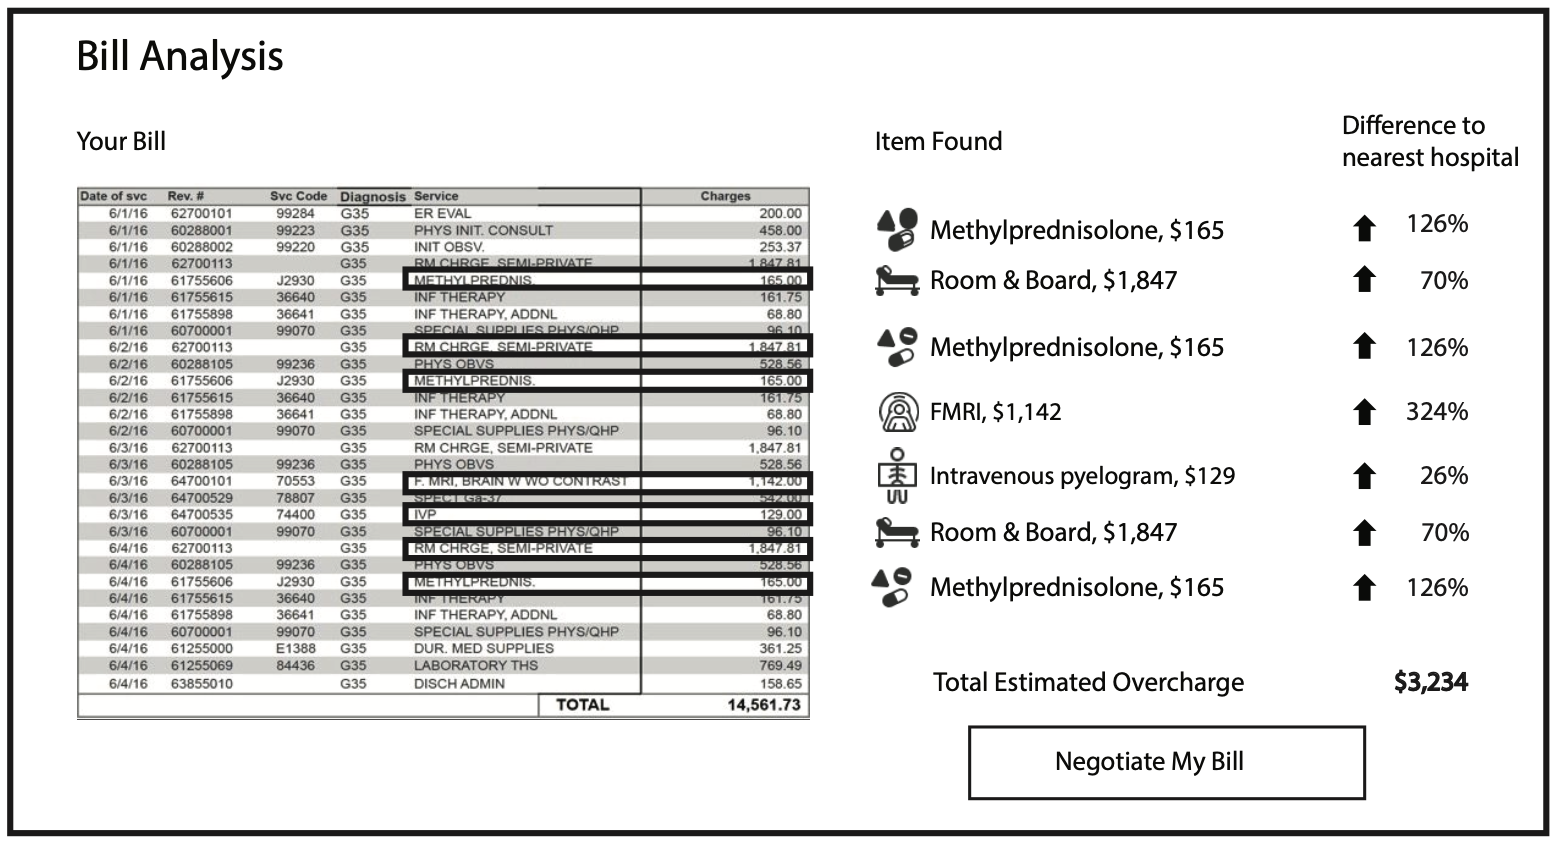 Bill Analysis
Your Bill
Date of svc Rev. # Svc Code Diagnosis Service Charges
6/1/16 62700101 99284 G35 ER EVAL 200.00
6/1/16 60288001 99223 G35 PHYS INIT. CONSULT 458.00
6/1/16 60288002 99220 G35 INIT OBSV. 253.37
6/1/16 62700113 G35 RM CHRGE, SEMI-PRIVATE 1,847.81
6/1/16 61755606 J2930 G35 METHYLPREDNIS. 165.00
6/1/16 61755615 36640 G35 INF THERAPY 161.75
6/1/16 61755898 36641 G35 INF THERAPY, ADDNL 68.80
6/1/16 60700001 99070 G35 SPECIAL SUPPLIES PHYS/QHP 96.10
6/2/16 62700113 G35 RM CHRGE, SEMI-PRIVATE 1,847.81
6/2/16 60288105 99236 G35 PHYS OBVS 528.56
6/2/16 61755606 J2930 G35 METHYLPREDNIS. 165.00
6/2/16 61755615 36640 G35 INF THERAPY 161.75
6/2/16 61755898 36641 G35 INF THERAPY, ADDNL 68.80
6/2/16 60700001 99070 G35 SPECIAL SUPPLIES PHYS/QHP 96.10
6/3/16 62700113 G35 RM CHRGE, SEMI-PRIVATE 1,847.81
6/3/16 60288105 99236 G35 PHYS OBVS 528.56
6/3/16 64700101 70553 G35 F. MRI, BRAIN W WO CONTRAST 1,142.00
6/3/16 64700529 78807 G35 SPECT Ga-37 542.00
6/3/16 64700535 74400 G35 IVP 129.00
6/3/16 60700001 99070 G35 SPECIAL SUPPLIES PHYS/QHP 96.10
6/4/16 62700113 G35 RM CHRGE, SEMI-PRIVATE 1,847.81
6/4/16 60288105 99236 G35 PHYS OBVS 528.56
6/4/16 61755606 J2930 G35 METHYLPREDNIS. 165.00
6/4/16 61755615 36640 G35 INF THERAPY 161.75
6/4/16 61755898 36641 G35 INF THERAPY, ADDNL 68.80
6/4/16 60700001 99070 G35 SPECIAL SUPPLIES PHYS/QHP 96.10
6/4/16 61255000 E1388 G35 DUR. MED SUPPLIES 361.25
6/4/16 61255069 84436 G35 LABORATORY THS 769.49
6/4/16 63855010 G35 DISCH ADMIN 158.65
TOTAL 14,561.73
Item Found
Difference to
nearest hospital
Methylprednisolone, $165 126%
Room & Board, $1,847 70%
Methylprednisolone, $165 126%
FMRI, $1,142 324%
Intravenous pyelogram, $129 26%
Room & Board, $1,847 70%
Methylprednisolone, $165 126%
Total Estimated Overcharge $3,234
Negotiate My Bill